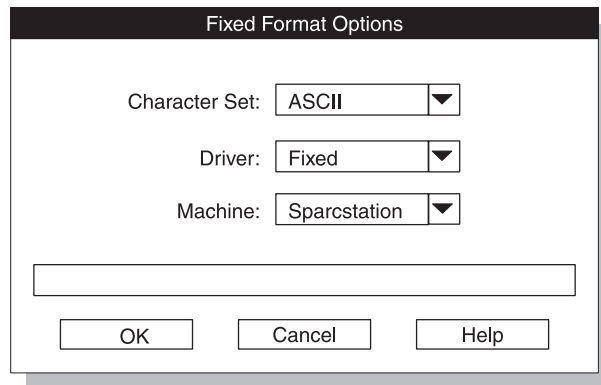 Fixed Format Options
Character Set: ASCII
Driver: Fixed
Machine: Sparcstation
OK Cancel Help